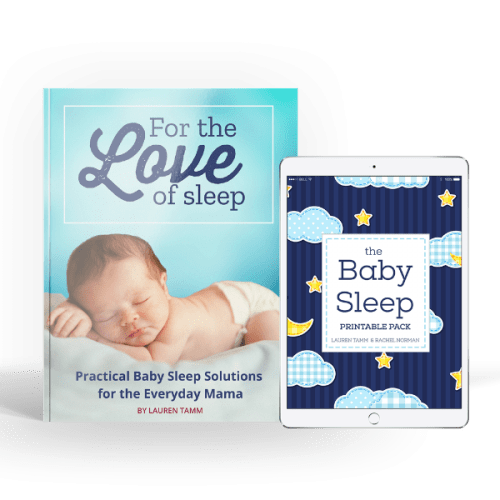 For the
Love
of sleep
Practical Baby Sleep Solutions
for the Everyday Mama
BY LAUREN TAMM
the
Baby
Sleep
PRINTABLE PACK
LAUREN TAMM & RACHEL NORMAN